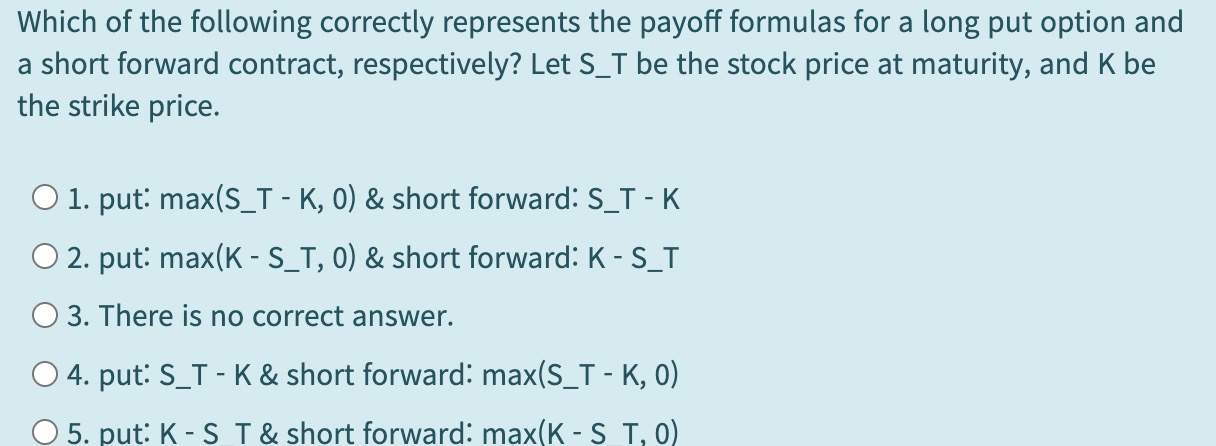 Which of the following correctly represents the payoff formulas for a long put option and
a short forward contract, respectively? Let S_T be the stock price at maturity, and K be
the strike price.
1. put: max(S_T - K, 0) & short forward: S_T - K
2. put: max(K - S_T, 0) & short forward: K - S_T
3. There is no correct answer.
4. put: S_T - K & short forward: max(S_T - K, 0)
5. put: K - S_T & short forward: max(K - S_T, 0)